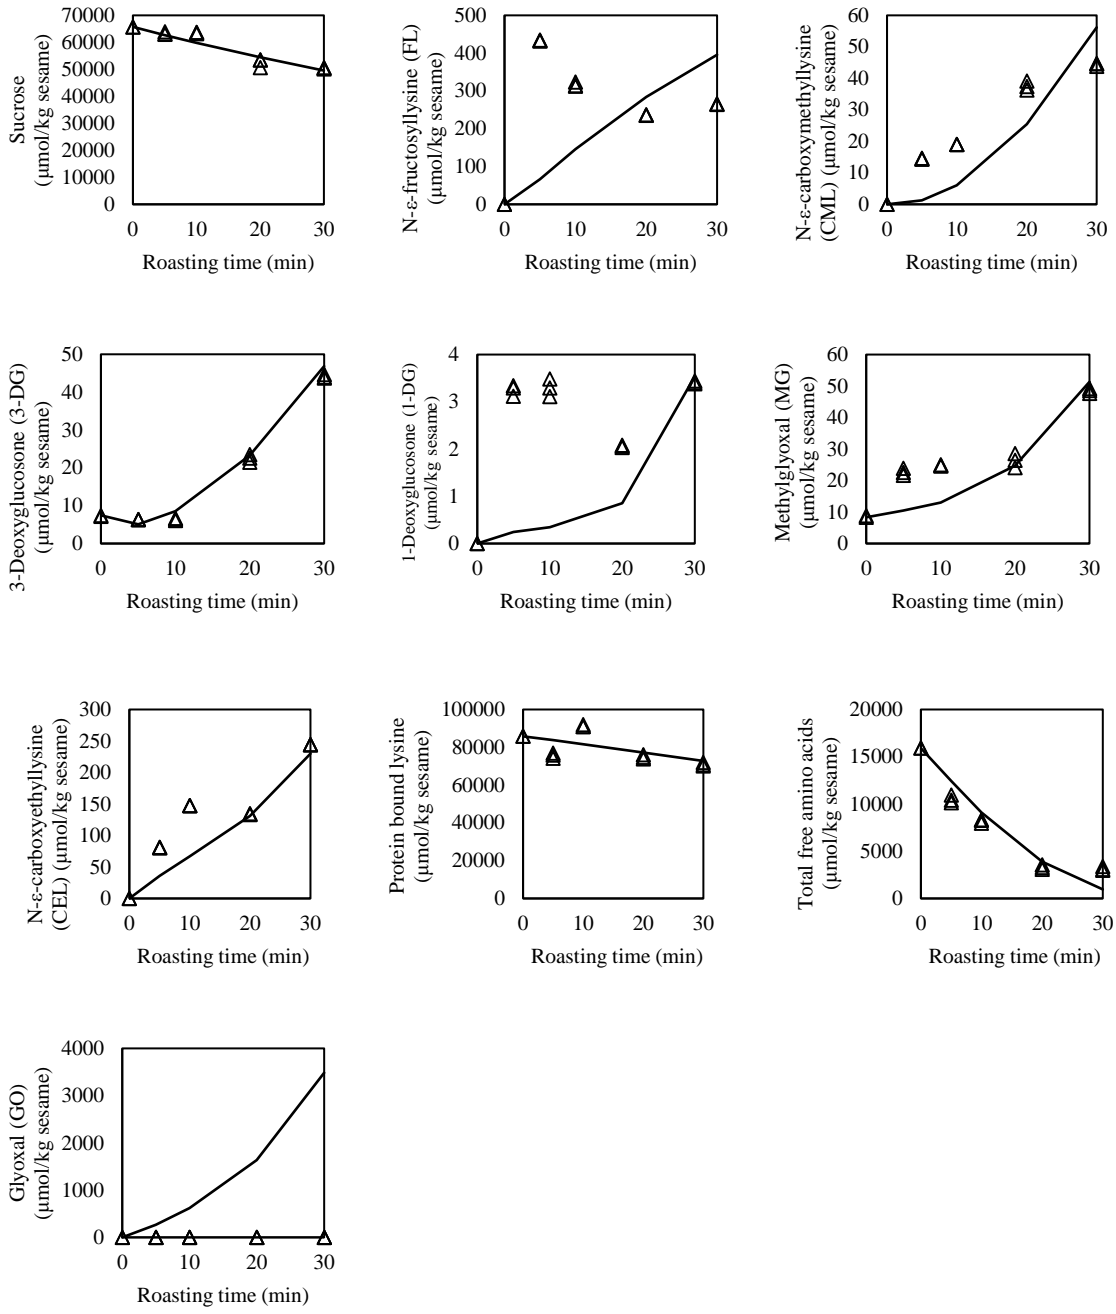 Sucrose
(µmol/kg sesame)
70000
60000
50000
40000
30000
20000
10000
0
0 10 20 30
Roasting time (min)
N-ε-fructosyllysine (FL)
(µmol/kg sesame)
500
400
300
200
100
0
0 10 20 30
Roasting time (min)
N-ε-carboxymethyllysine
(CML) (µmol/kg sesame)
60
50
40
30
20
10
0
0 10 20 30
Roasting time (min)
3-Deoxyglucosone (3-DG)
(µmol/kg sesame)
50
40
30
20
10
0
0 10 20 30
Roasting time (min)
1-Deoxyglucosone (1-DG)
(µmol/kg sesame)
4
3
2
1
0
0 10 20 30
Roasting time (min)
Methylglyoxal (MG)
(µmol/kg sesame)
60
50
40
30
20
10
0
0 10 20 30
Roasting time (min)
N-ε-carboxyethyllysine
(CEL) (µmol/kg sesame)
300
250
200
150
100
50
0
0 10 20 30
Roasting time (min)
Protein bound lysine
(µmol/kg sesame)
100000
80000
60000
40000
20000
0
0 10 20 30
Roasting time (min)
Total free amino acids
(µmol/kg sesame)
20000
15000
10000
5000
0
0 10 20 30
Roasting time (min)
Glyoxal (GO)
(µmol/kg sesame)
4000
3000
2000
1000
0
0 10 20 30
Roasting time (min)